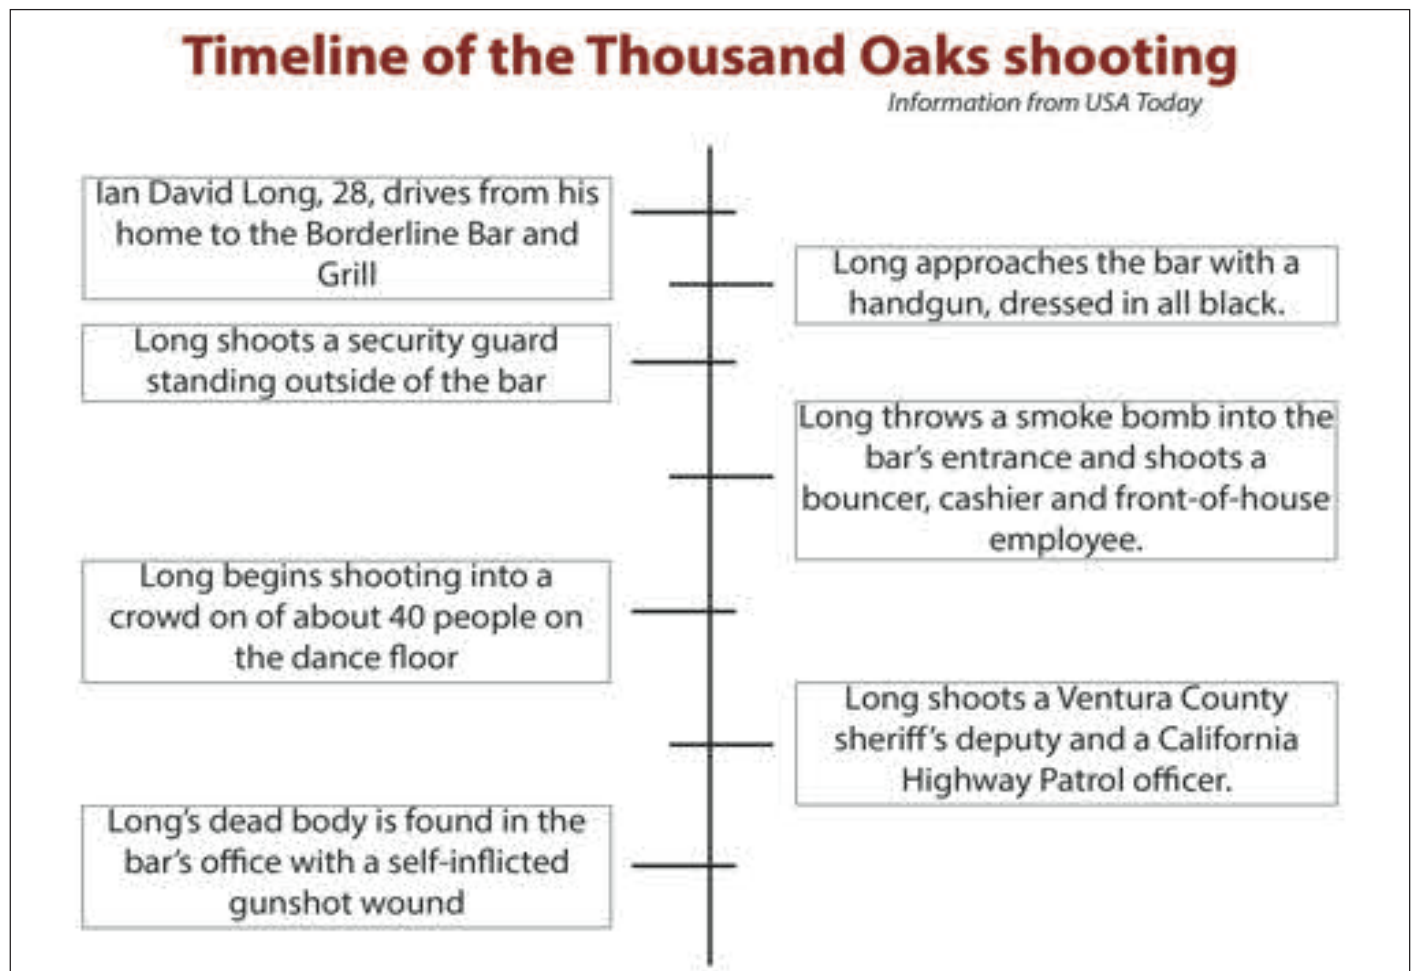 Timeline of the Thousand Oaks shooting
Information from USA Today
Ian David Long, 28, drives from his
home to the Borderline Bar and
Grill
Long approaches the bar with a
handgun, dressed in all black.
Long shoots a security guard
standing outside of the bar
Long throws a smoke bomb into the
bar's entrance and shoots a
bouncer, cashier and front-of-house
employee.
Long begins shooting into a
crowd on of about 40 people on
the dance floor
Long shoots a Ventura County
sheriff's deputy and a California
Highway Patrol officer.
Long's dead body is found in the
bar's office with a self-inflicted
gunshot wound